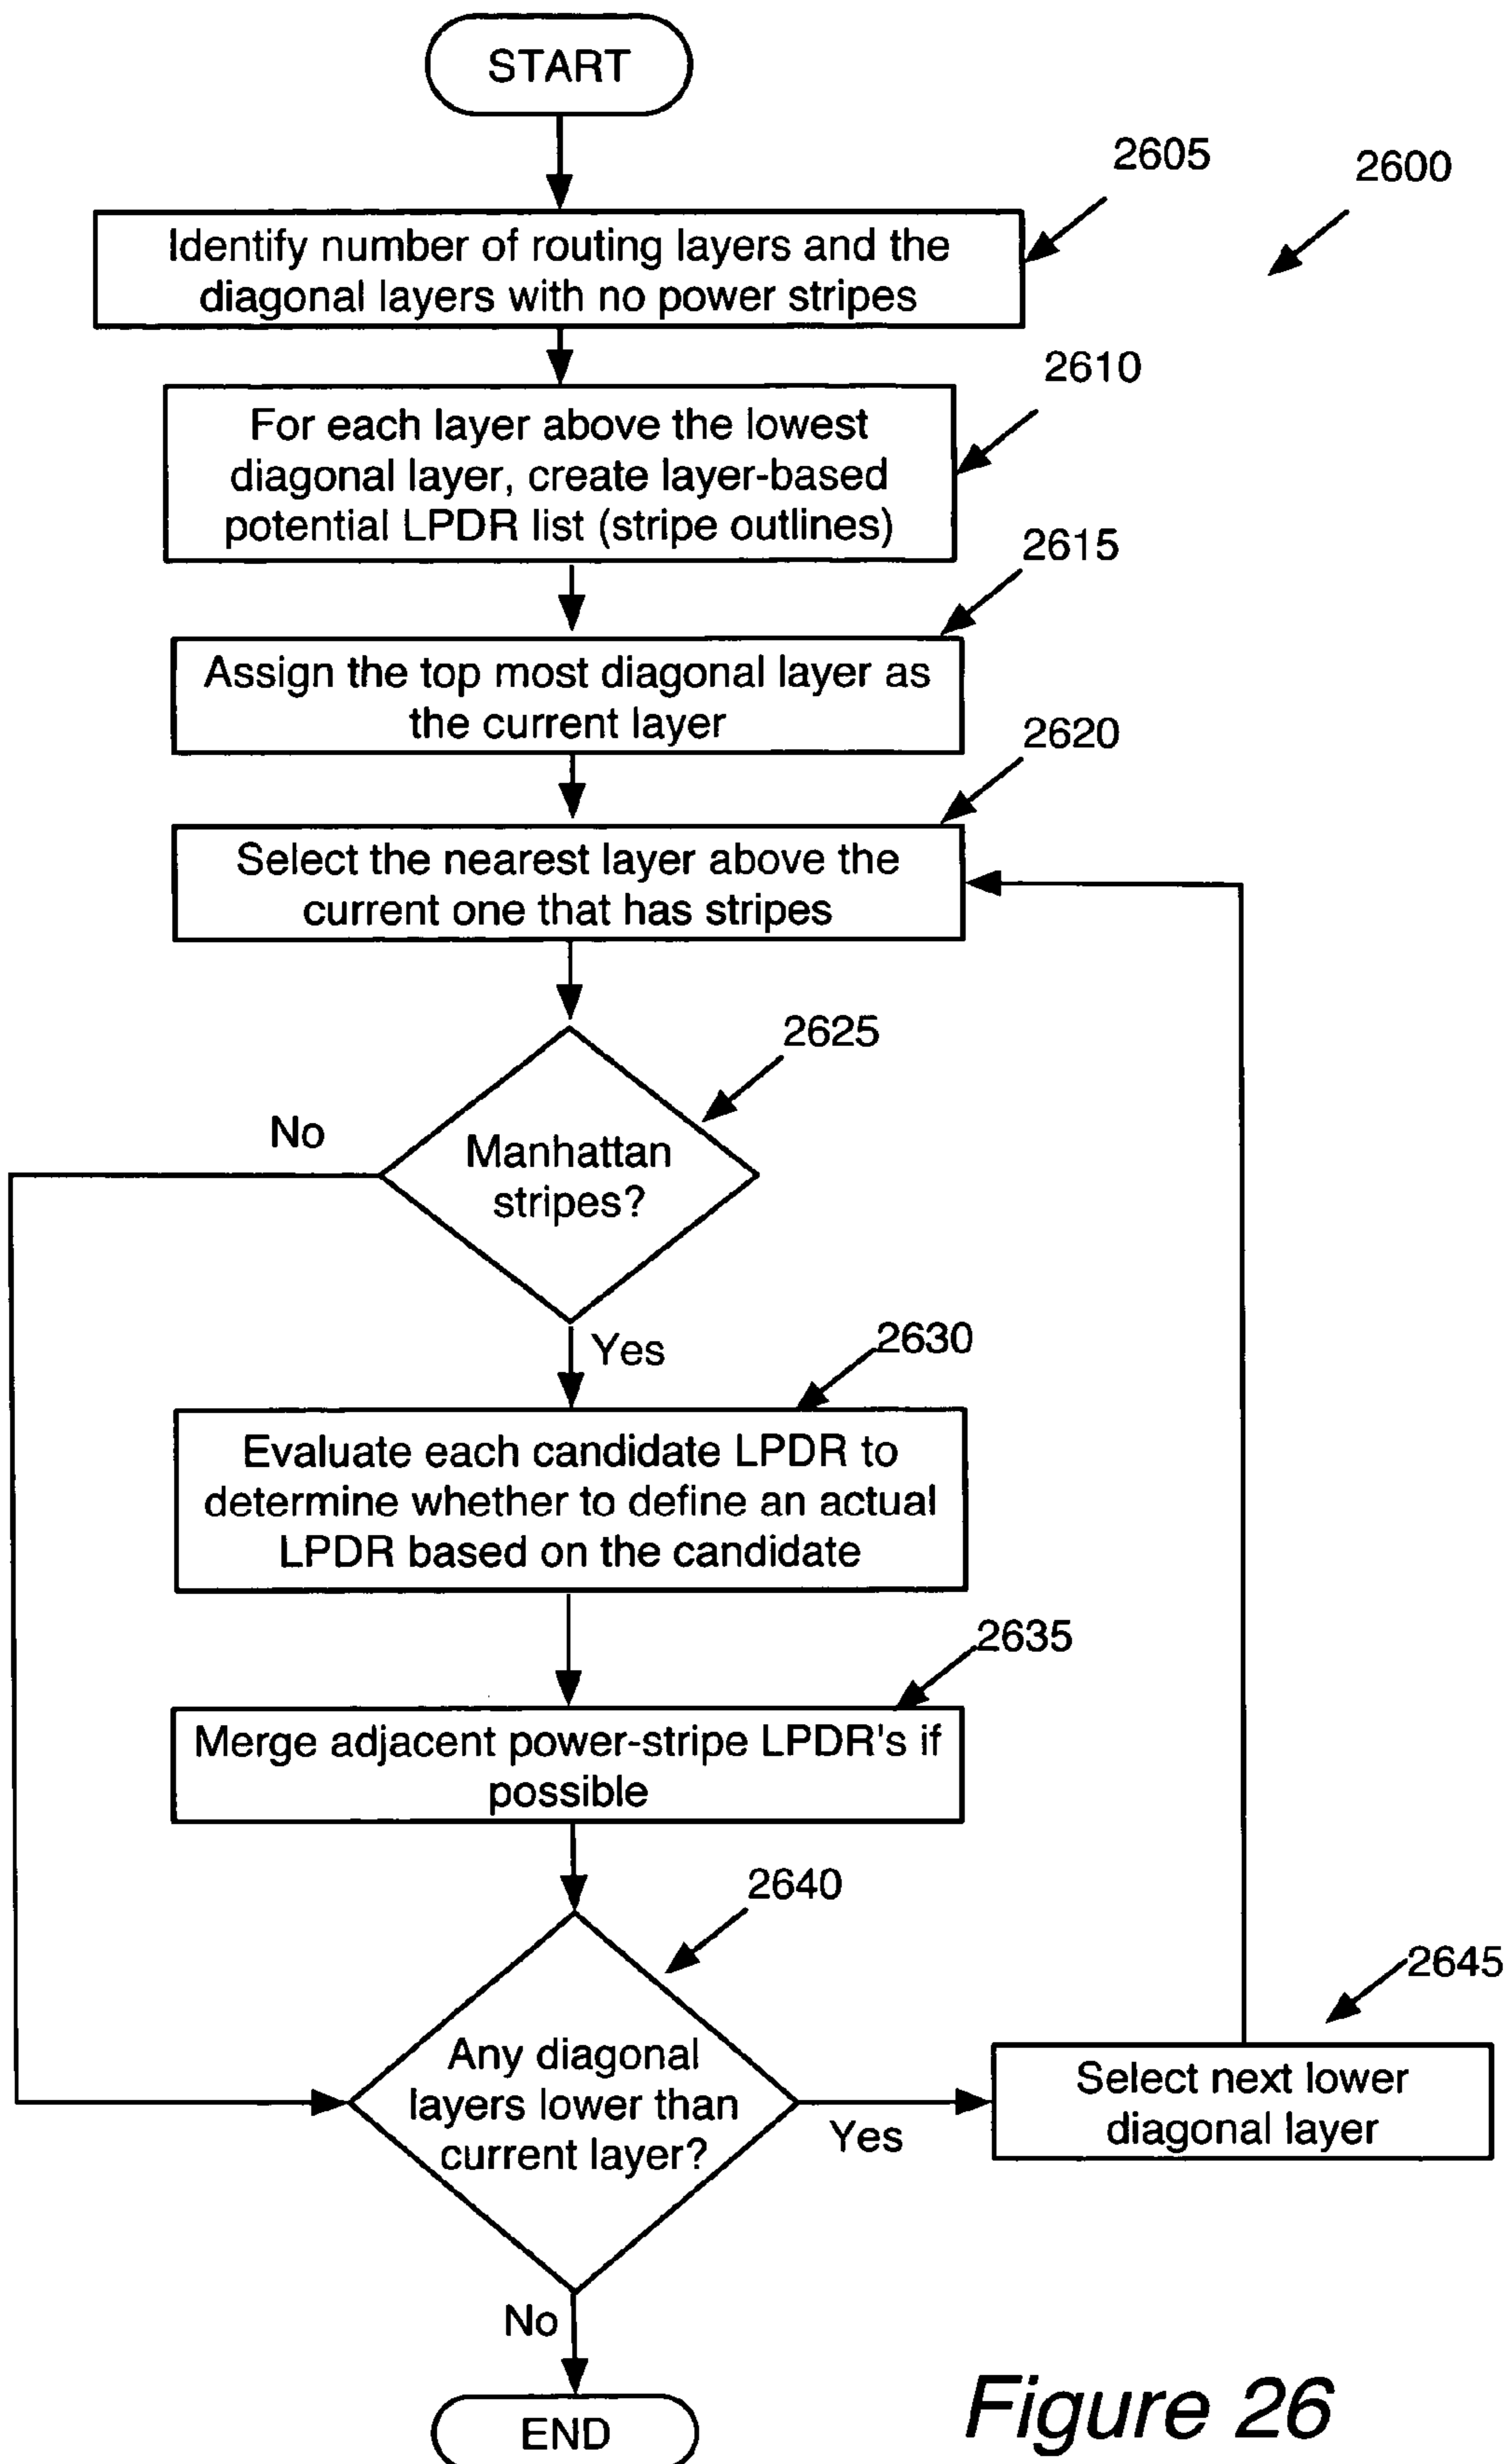 START
2605
2600
Identify number of routing layers and the
diagonal layers with no power stripes
2610
For each layer above the lowest
diagonal layer, create layer-based
potential LPDR list (stripe outlines)
2615
Assign the top most diagonal layer as
the current layer
2620
Select the nearest layer above the
current one that has stripes
2625
No
Manhattan
stripes?
Yes
2630
Evaluate each candidate LPDR to
determine whether to define an actual
LPDR based on the candidate
2635
Merge adjacent power-stripe LPDR's if
possible
2640
2645
Any diagonal
layers lower than
current layer?
Yes
Select next lower
diagonal layer
No
END
Figure 26